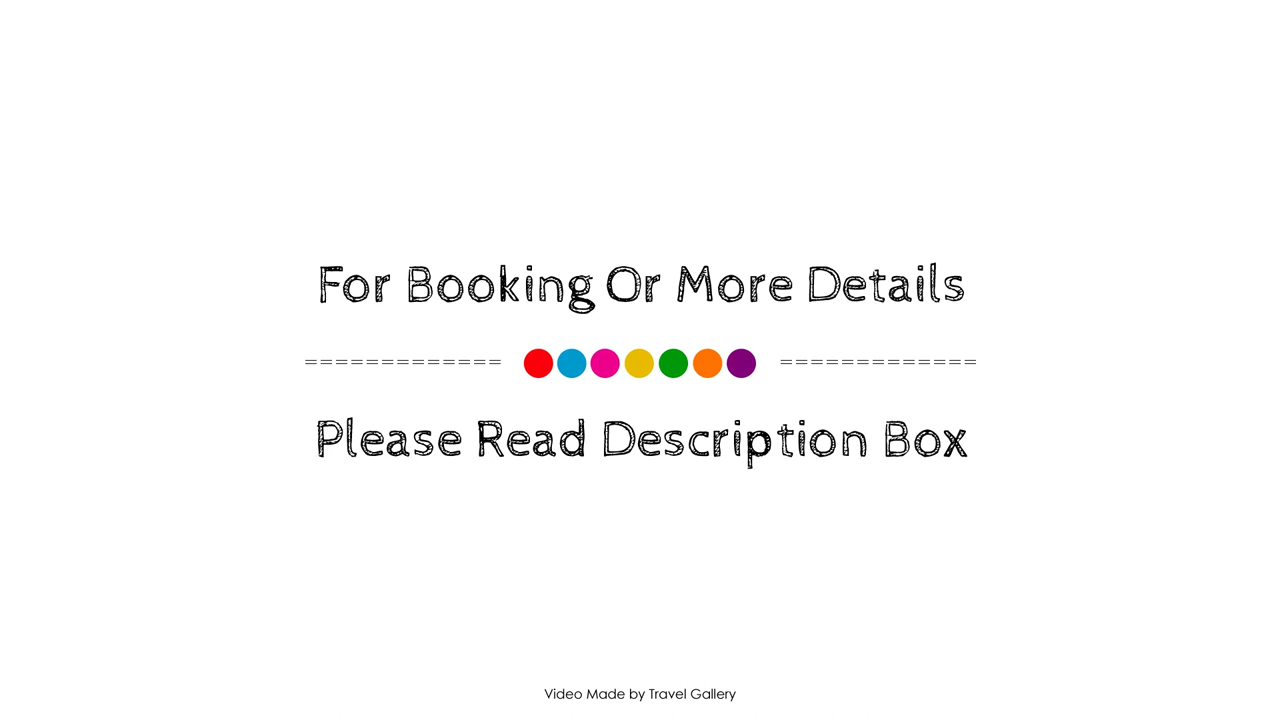 For Booking Or More Details
============= =============
Please Read Description Box
Video Made by Travel Gallery